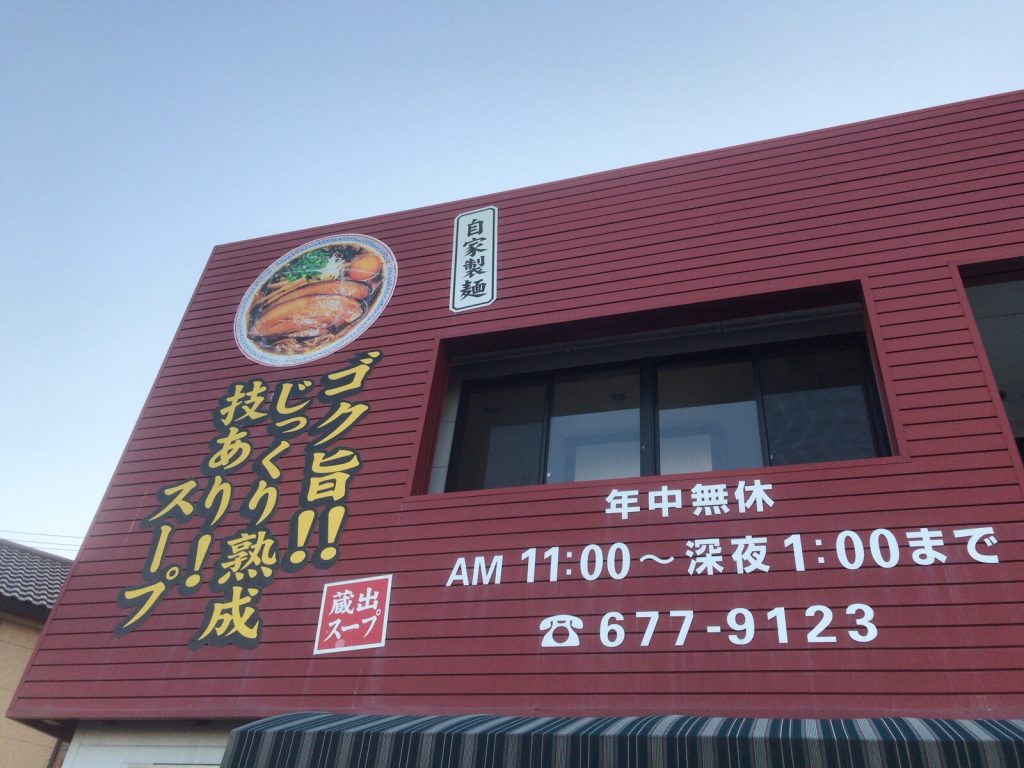 自家製麺
ゴク旨!!
じっくり熟成!
技あり!
スープ
蔵出
スープ
年中無休
AM 11:00～深夜1:00まで
☎677-9123